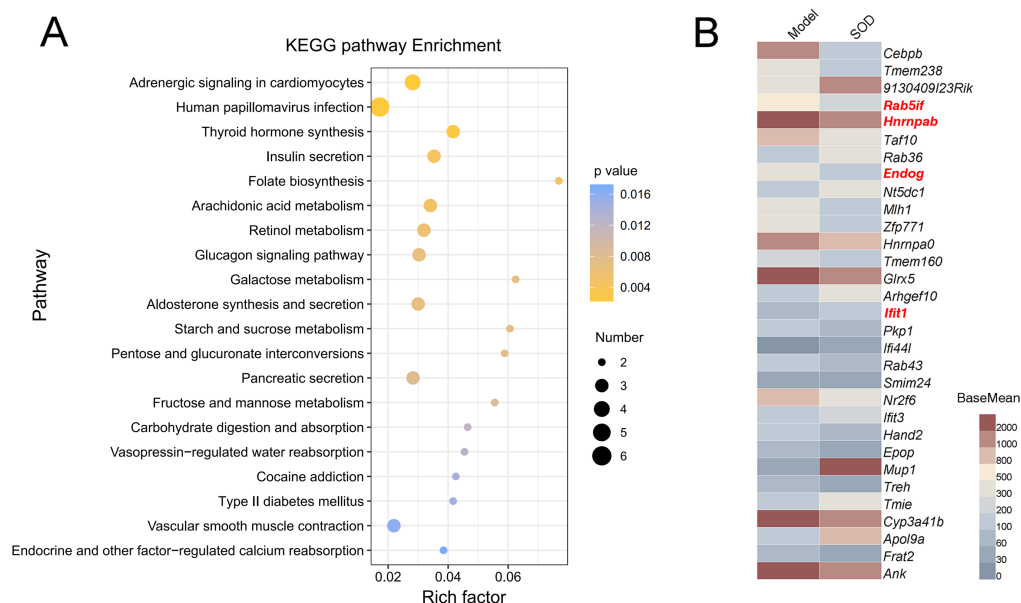 A
KEGG pathway Enrichment
Pathway
Adrenergic signaling in cardiomyocytes
Human papillomavirus infection
Thyroid hormone synthesis
Insulin secretion
Folate biosynthesis
Arachidonic acid metabolism
Retinol metabolism
Glucagon signaling pathway
Galactose metabolism
Aldosterone synthesis and secretion
Starch and sucrose metabolism
Pentose and glucuronate interconversions
Pancreatic secretion
Fructose and mannose metabolism
Carbohydrate digestion and absorption
Vasopressin−regulated water reabsorption
Cocaine addiction
Type II diabetes mellitus
Vascular smooth muscle contraction
Endocrine and other factor−regulated calcium reabsorption
0.02 0.04 0.06
Rich factor
p value
0.016
0.012
0.008
0.004
Number
2
3
4
5
6
B
Model SOD
Cebpb
Tmem238
9130409I23Rik
Rab5if
Hnrnpab
Taf10
Rab36
Endog
Nt5dc1
Mlh1
Zfp771
Hnrnpa0
Tmem160
Glrx5
Arhgef10
Ifit1
Pkp1
Ifi44l
Rab43
Smim24
Nr2f6
Ifit3
Hand2
Epop
Mup1
Treh
Tmie
Cyp3a41b
Apol9a
Frat2
Ank
BaseMean
2000
1000
800
500
300
200
100
60
30
0